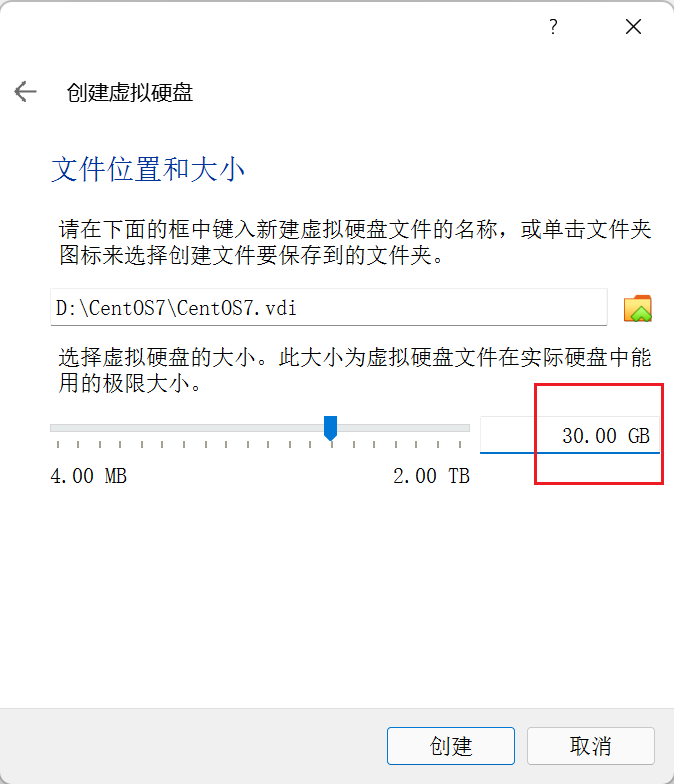 ?
创建虚拟硬盘
文件位置和大小
请在下面的框中键入新建虚拟硬盘文件的名称，或单击文件夹
图标来选择创建文件要保存到的文件夹。
D:\CentOS7\CentOS7.vdi
选择虚拟硬盘的大小。此大小为虚拟硬盘文件在实际硬盘中能
用的极限大小。
30.00 GB
4.00 MB 2.00 TB
创建 取消